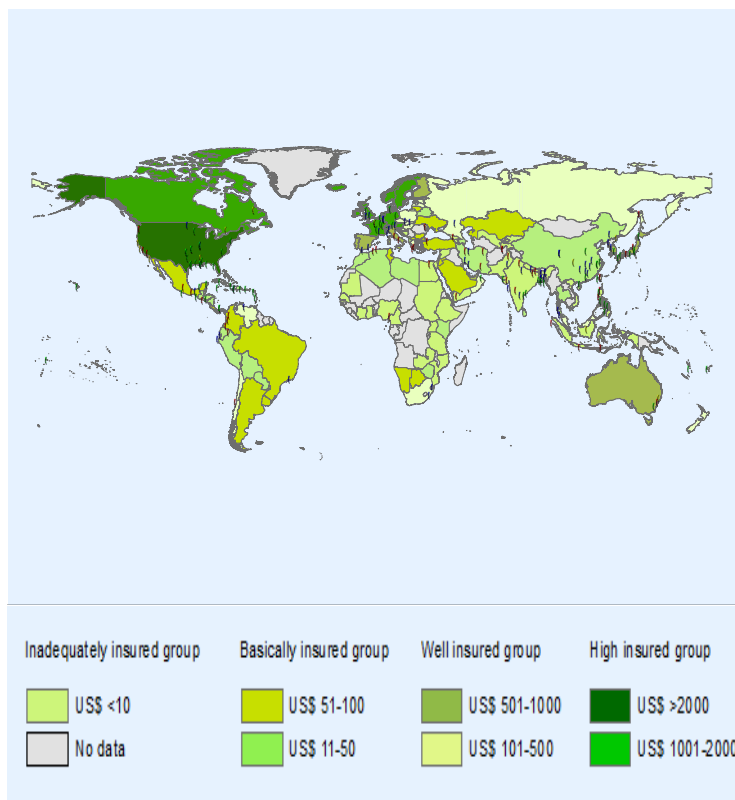 Inadequately insured group
US$ <10
No data
Basically insured group
US$ 51-100
US$ 11-50
Well insured group
US$ 501-1000
US$ 101-500
High insured group
US$ >2000
US$ 1001-2000